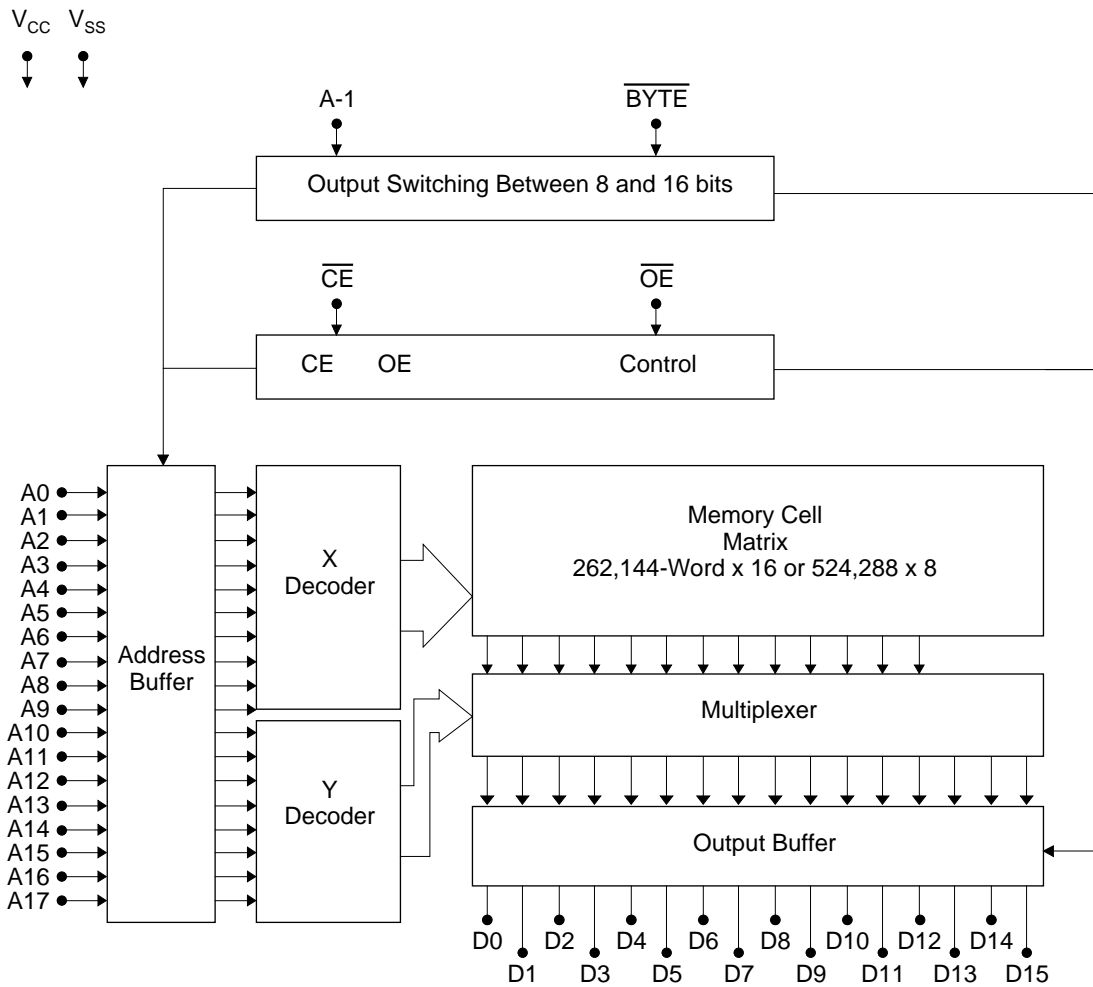 VCC VSS
A-1 BYTE
Output Switching Between 8 and 16 bits
CE OE
CE OE Control
A0
A1
A2
A3
A4
A5
A6
A7
A8
A9
A10
A11
A12
A13
A14
A15
A16
A17
Address
Buffer
X
Decoder
Y
Decoder
Memory Cell
Matrix
262,144-Word x 16 or 524,288 x 8
Multiplexer
Output Buffer
D0 D2 D4 D6 D8 D10 D12 D14
D1 D3 D5 D7 D9 D11 D13 D15